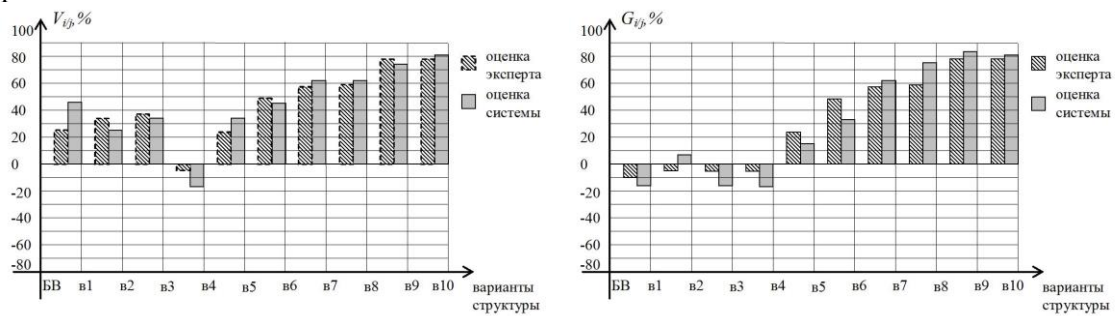 V_{i/j}, %
100
80
60
40
20
0
-20
-40
-60
-80
БВ в1 в2 в3 в4 в5 в6 в7 в8 в9 в10
варианты
структуры
оценка
эксперта
оценка
системы
G_{i/j}, %
100
80
60
40
20
0
-20
-40
-60
-80
БВ в1 в2 в3 в4 в5 в6 в7 в8 в9 в10
варианты
структуры
оценка
эксперта
оценка
системы